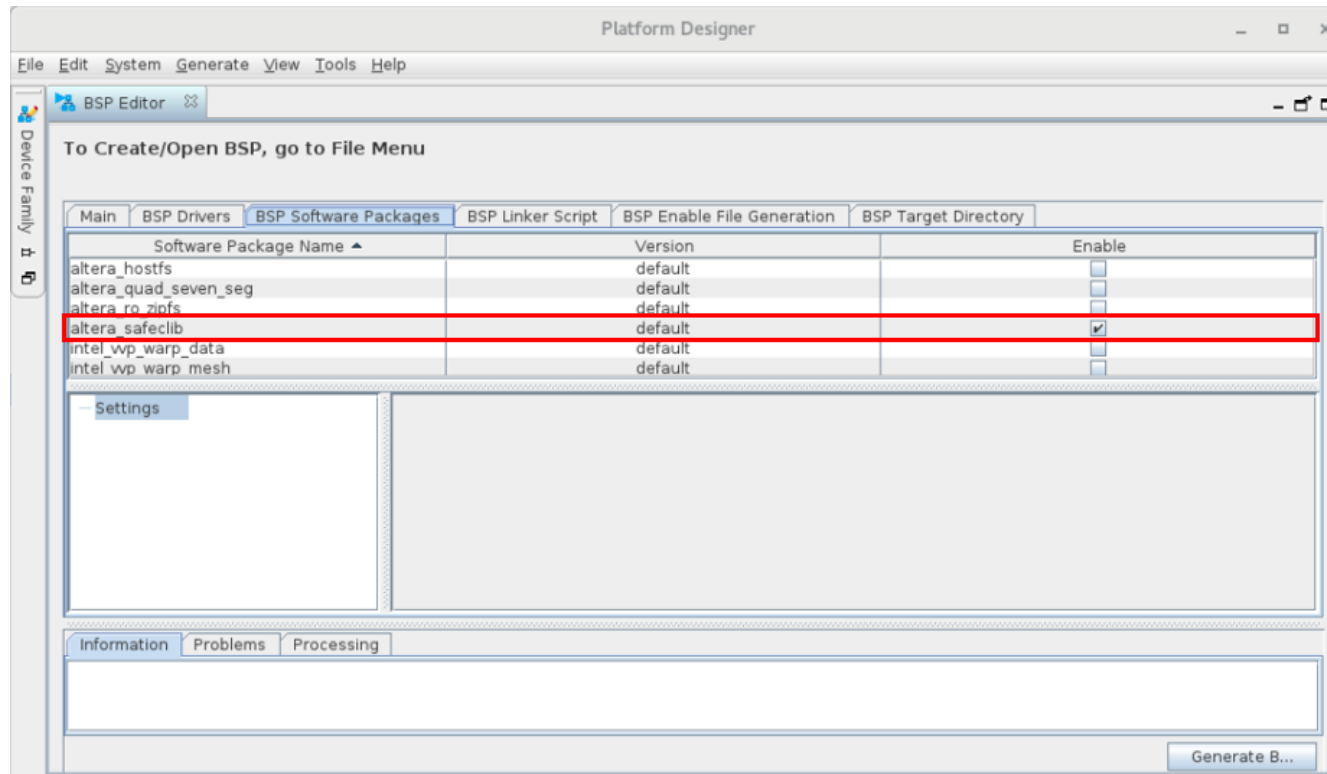 Platform Designer
File Edit System Generate View Tools Help
BSP Editor
Device Family
To Create/Open BSP, go to File Menu
Main BSP Drivers BSP Software Packages BSP Linker Script BSP Enable File Generation BSP Target Directory
Software Package Name Version Enable
altera_hostfs default
altera_quad_seven_seg default
altera_ro_zipfs default
altera_safeclib default
intel_vvp_warp_data default
intel_vvp_warp_mesh default
Settings
Information Problems Processing
Generate B...